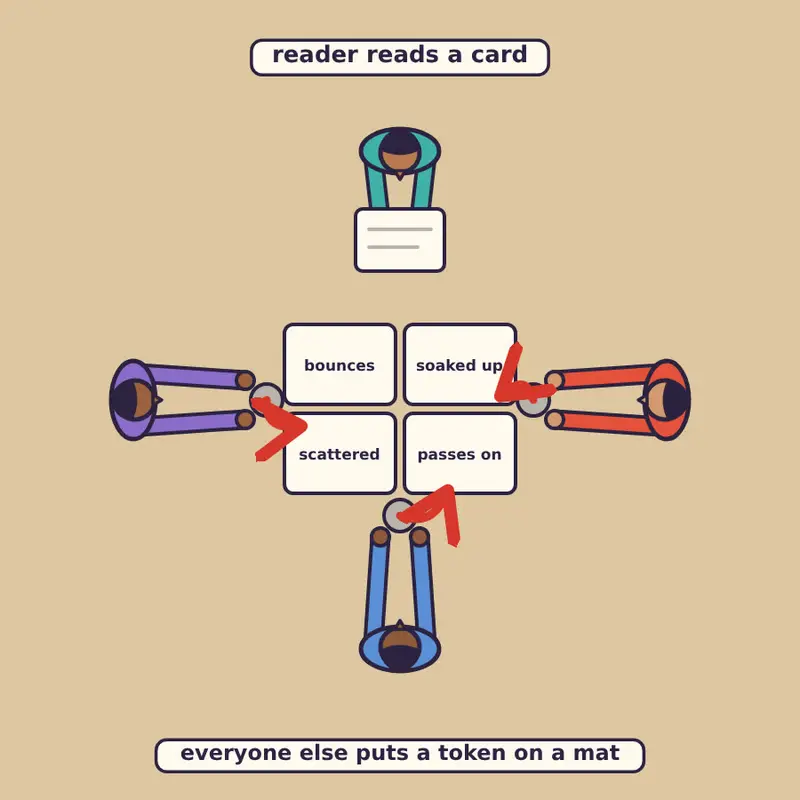 reader reads a card
bounces
soaked up
scattered
passes on
everyone else puts a token on a mat